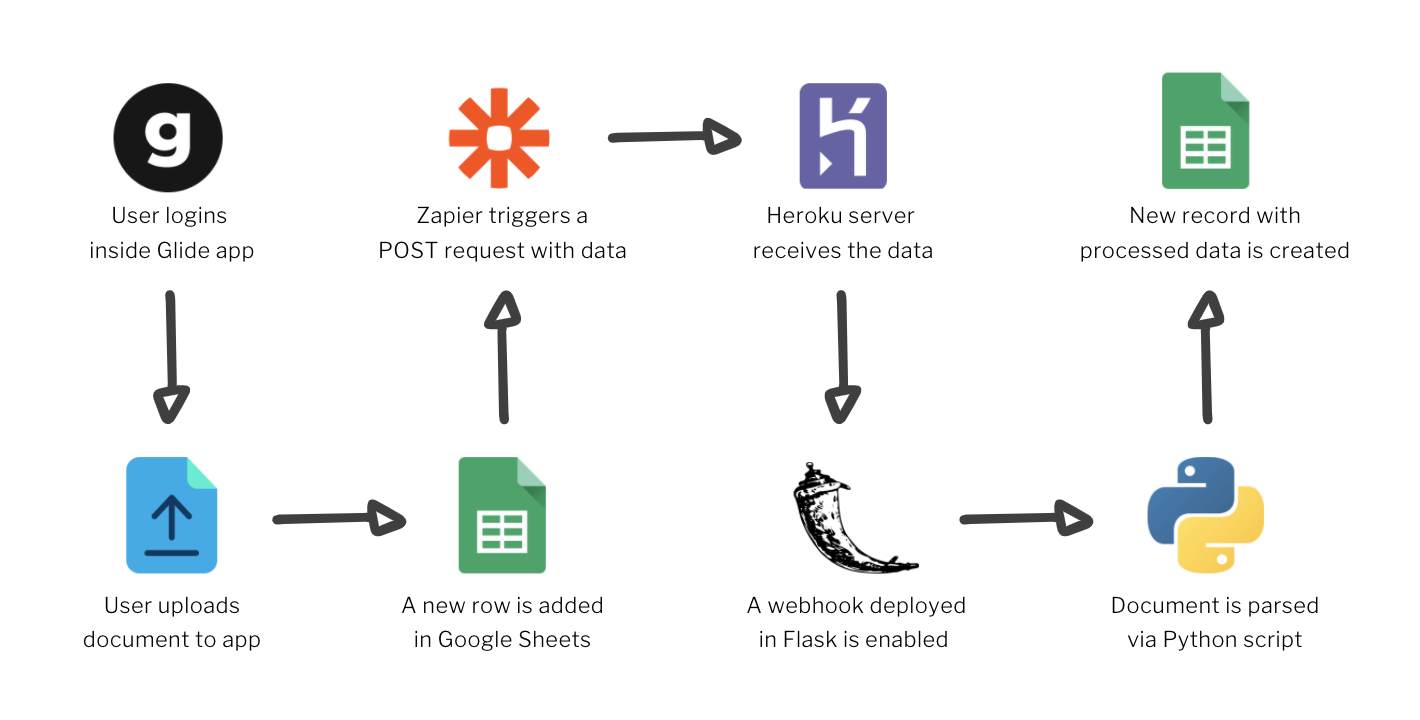 g
User logins
inside Glide app
Zapier triggers a
POST request with data
Heroku server
receives the data
New record with
processed data is created
User uploads
document to app
A new row is added
in Google Sheets
A webhook deployed
in Flask is enabled
Document is parsed
via Python script